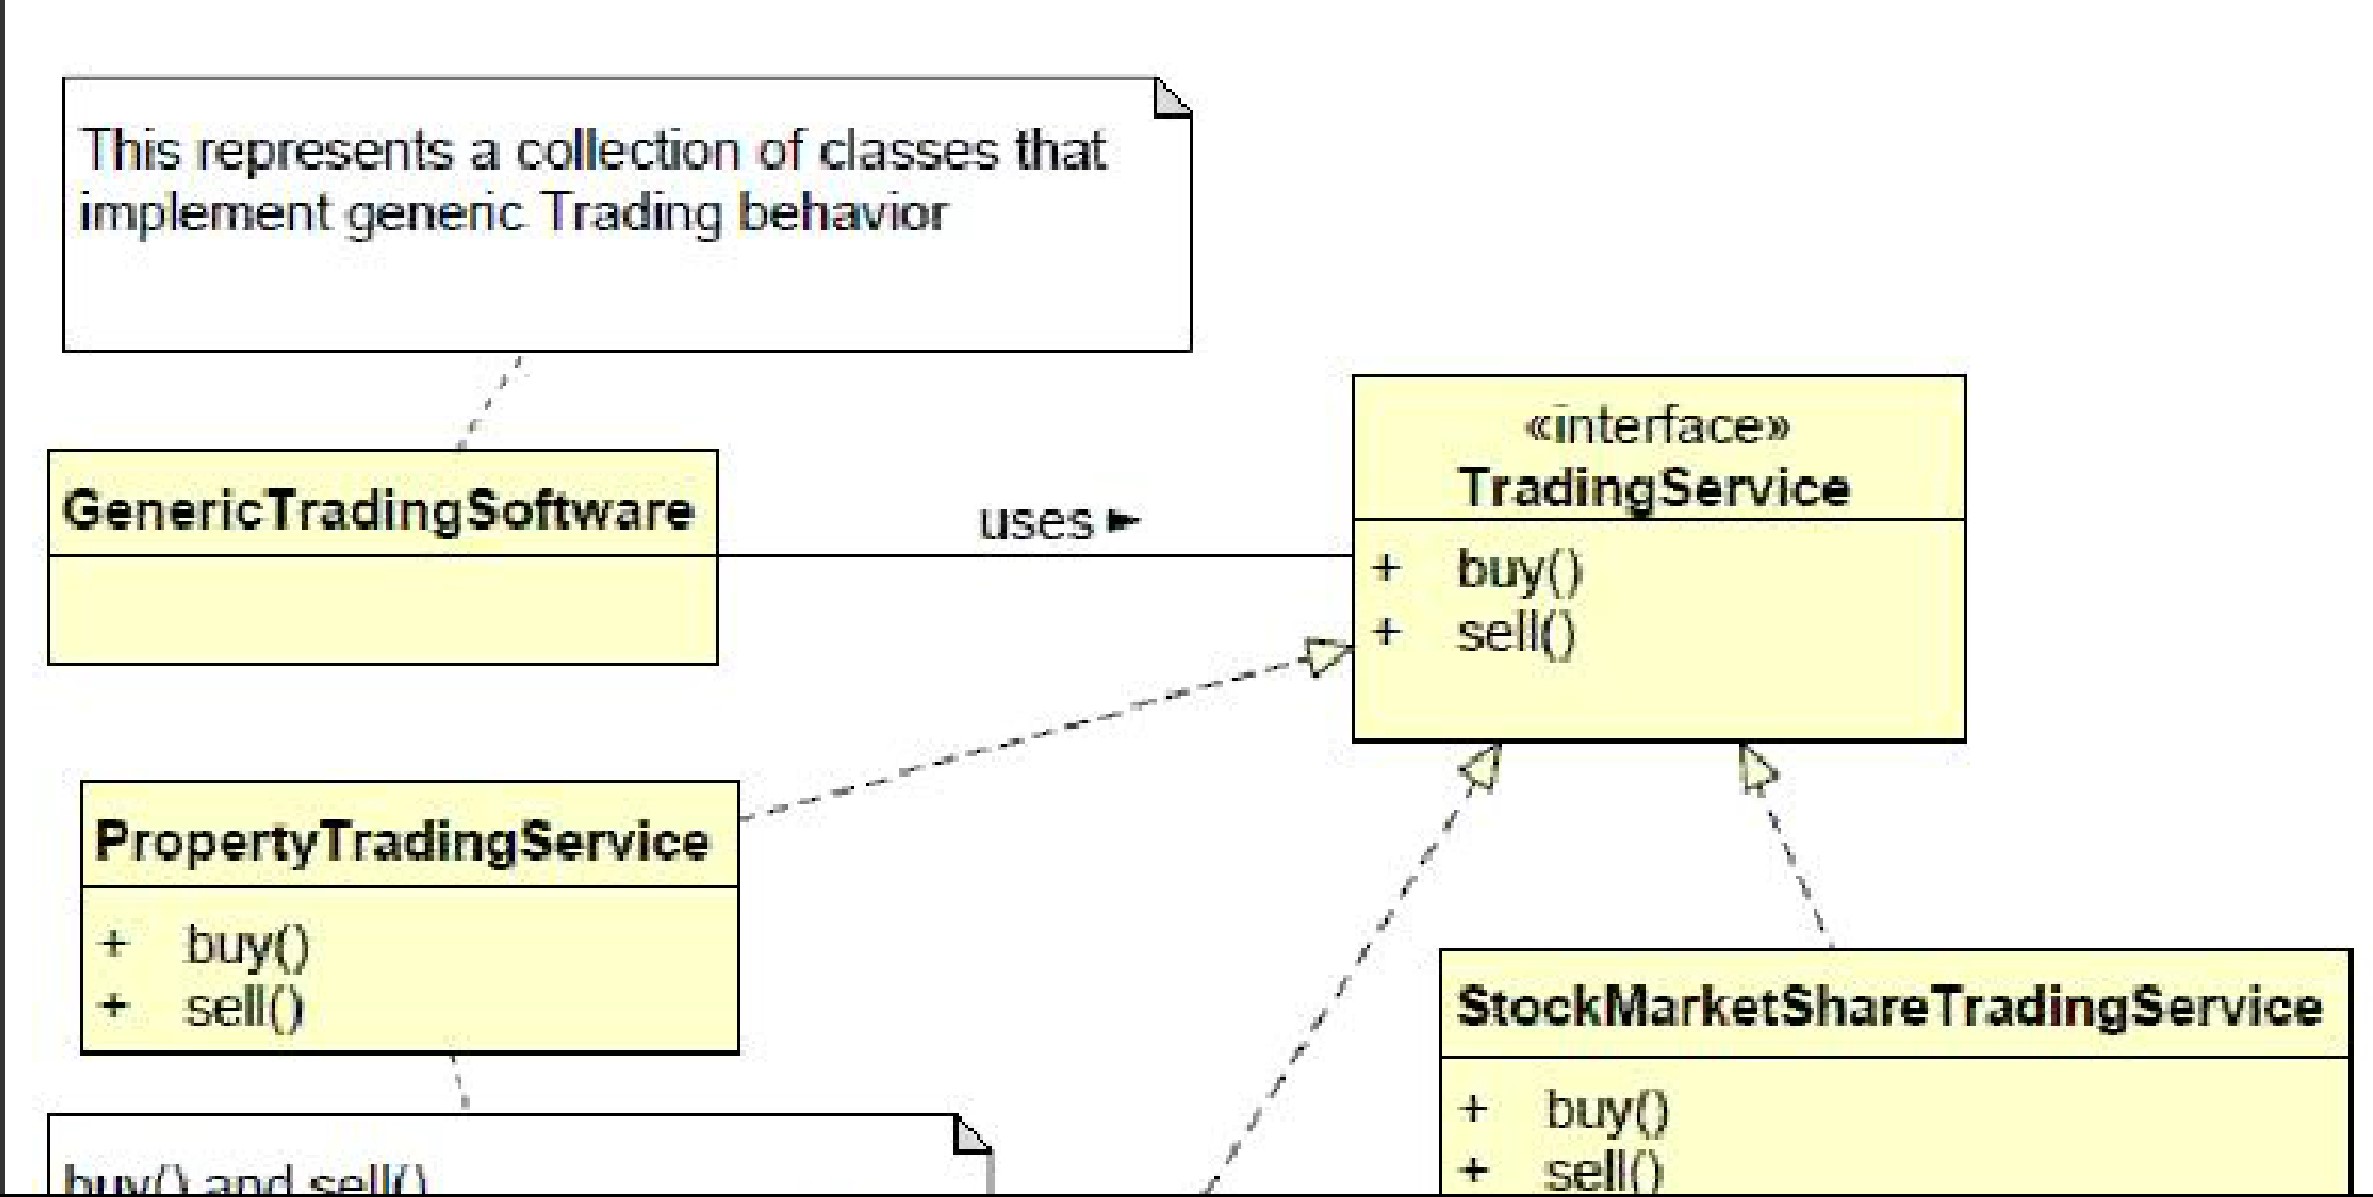 This represents a collection of classes that
implement generic Trading behavior
GenericTradingSoftware
uses ►
«interface»
TradingService
+ buy()
+ sell()
PropertyTradingService
+ buy()
+ sell()
StockMarketShareTradingService
+ buy()
+ sell()
buy() and sell()